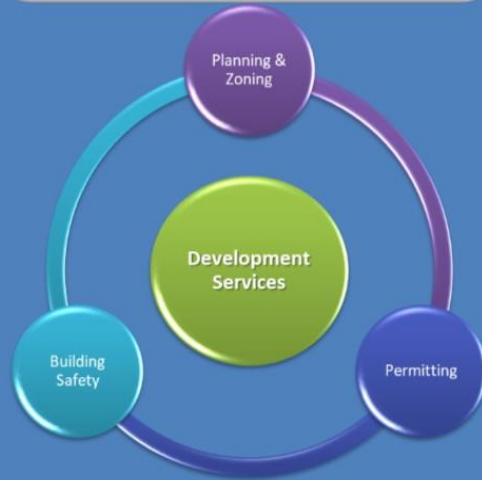 Planning &
Zoning
Development
Services
Building
Safety
Permitting